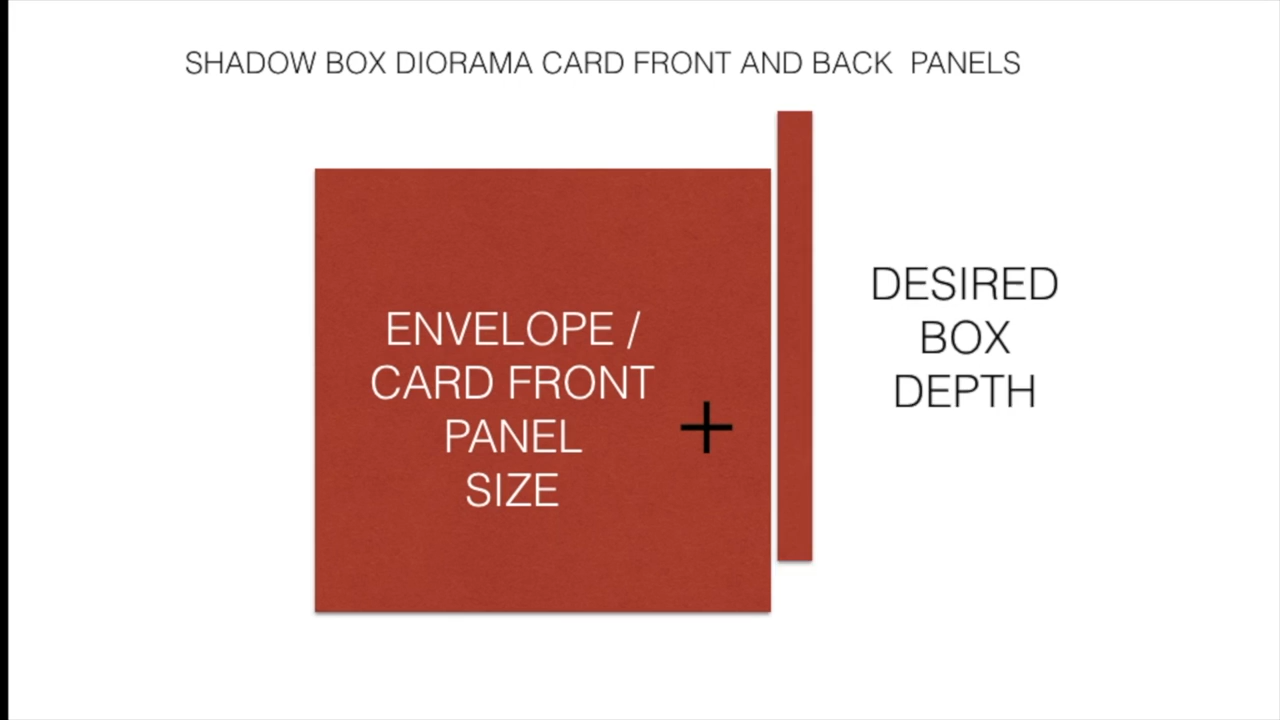 SHADOW BOX DIORAMA CARD FRONT AND BACK  PANELS
ENVELOPE /
CARD FRONT
PANEL
SIZE
+
DESIRED
BOX
DEPTH